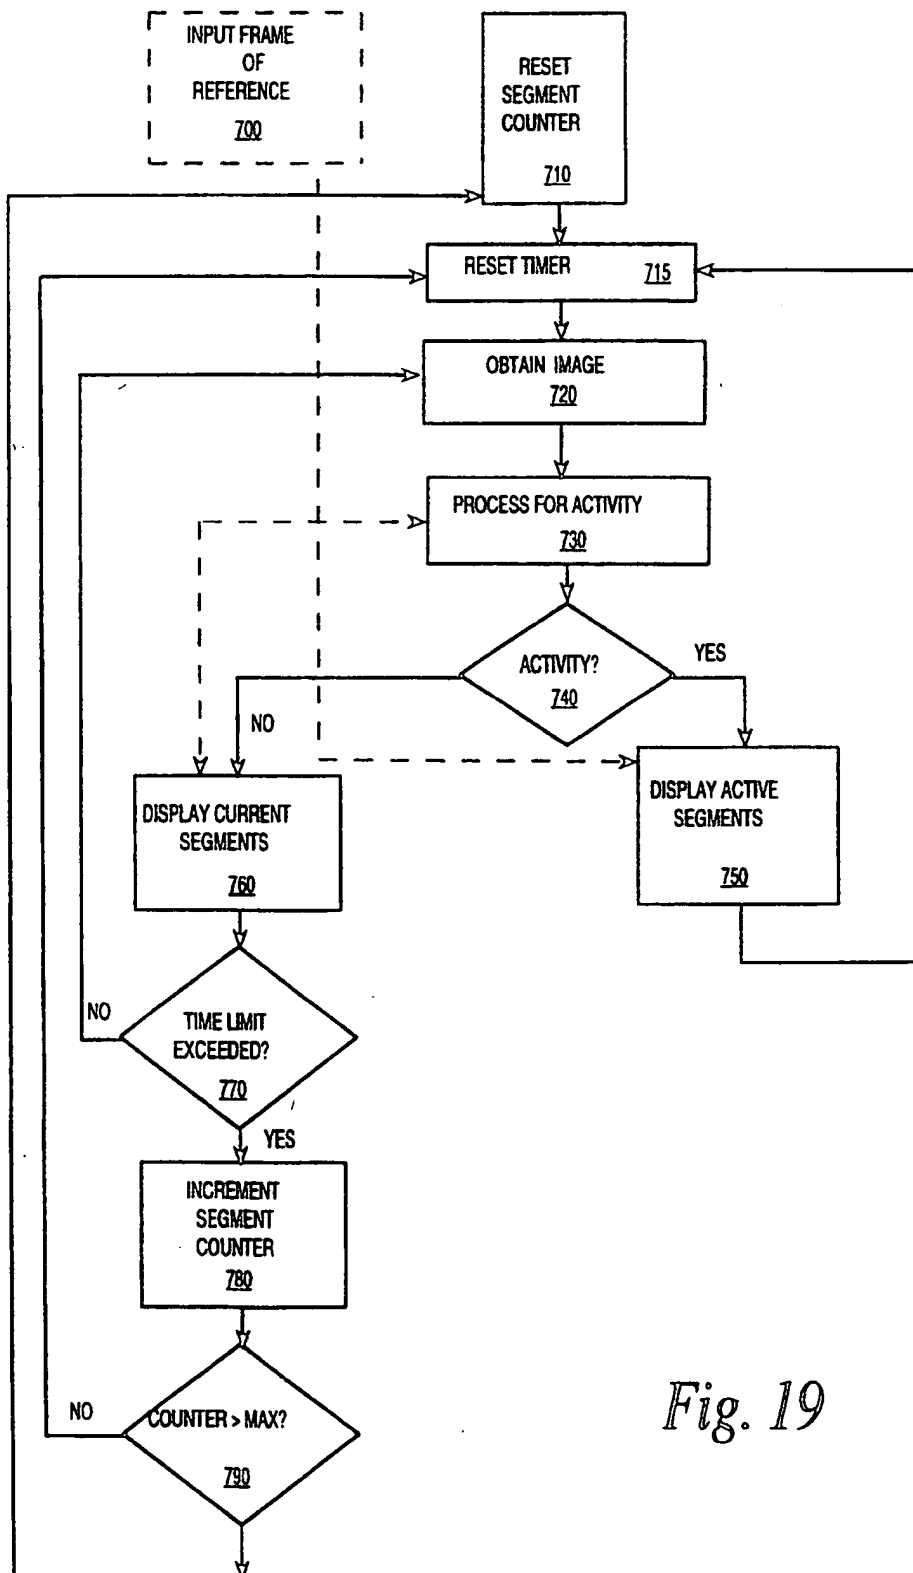 INPUT FRAME
OF
REFERENCE
700
RESET
SEGMENT
COUNTER
710
RESET TIMER 715
OBTAIN IMAGE
720
PROCESS FOR ACTIVITY
730
ACTIVITY?
740
YES
NO
DISPLAY ACTIVE
SEGMENTS
750
DISPLAY CURRENT
SEGMENTS
760
NO
TIME LIMIT
EXCEEDED?
770
YES
INCREMENT
SEGMENT
COUNTER
780
NO
COUNTER > MAX?
790
Fig. 19